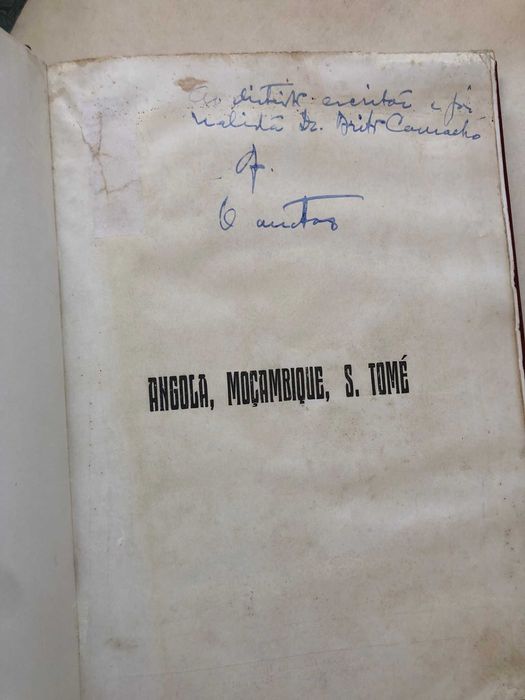 Ao distinto escritor e jor
nalista Dr. Brito Camacho
O autor
ANGOLA, MOÇAMBIQUE, S. TOMÉ